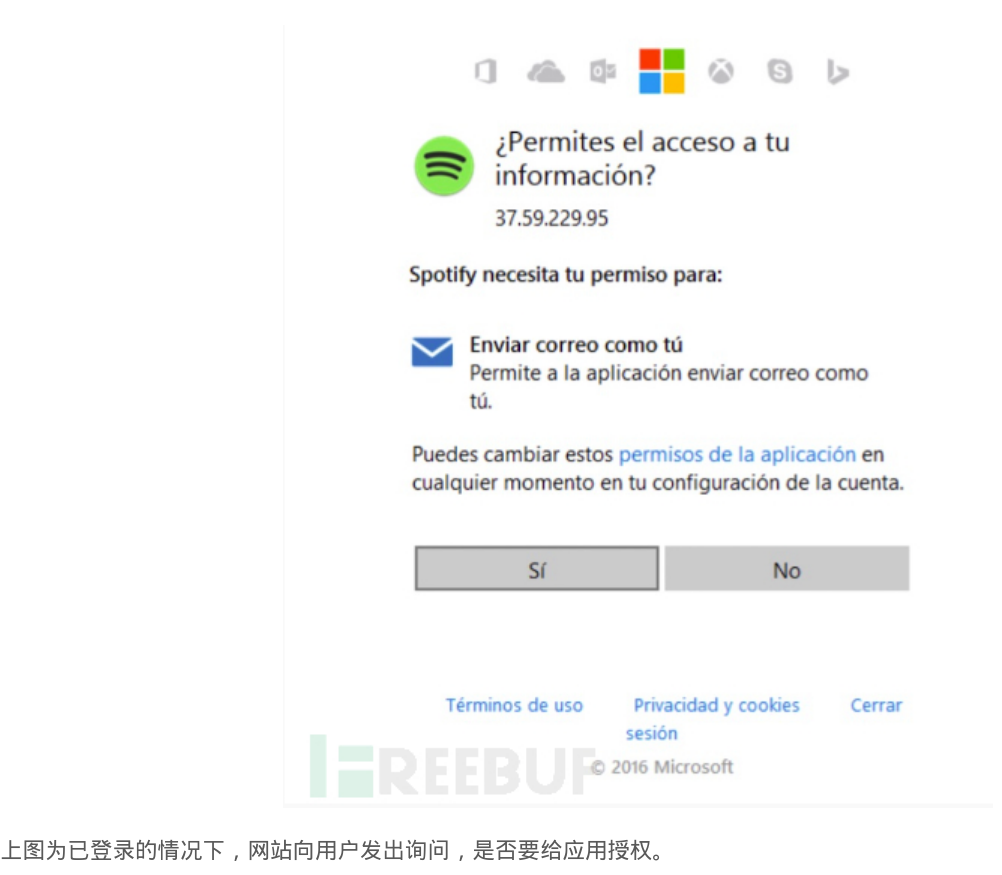 ¿Permites el acceso a tu
información?
37.59.229.95
Spotify necesita tu permiso para:
Enviar correo como tú
Permite a la aplicación enviar correo como
tú.
Puedes cambiar estos permisos de la aplicación en
cualquier momento en tu configuración de la cuenta.
Sí No
Términos de uso Privacidad y cookies Cerrar
sesión
REEBUF © 2016 Microsoft
上图为已登录的情况下，网站向用户发出询问，是否要给应用授权。